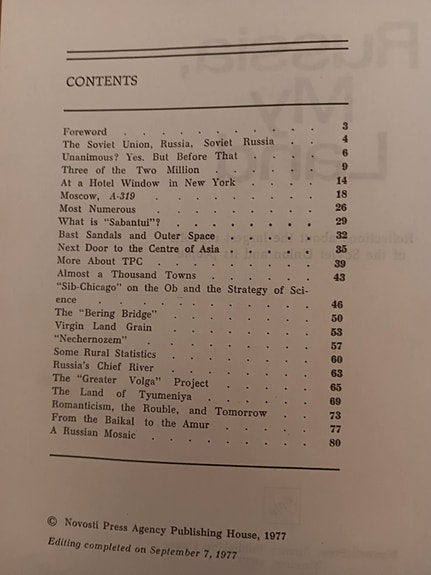 CONTENTS
Foreword . . . . . . . . . . . 3
The Soviet Union, Russia, Soviet Russia . . 4
Unanimous? Yes. But Before That . . . . 6
Three of the Two Million . . . . . . 9
At a Hotel Window in New York . . . . 14
Moscow, A-319 . . . . . . . . . 18
Most Numerous . . . . . . . . . 26
What is "Sabantui"? . . . . . . . 29
Bast Sandals and Outer Space . . . . . 32
Next Door to the Centre of Asia . . . . 35
More About TPC . . . . . . . . 39
Almost a Thousand Towns . . . . . . 43
"Sib-Chicago" on the Ob and the Strategy of Sci-
ence . . . . . . . . . . . 46
The "Bering Bridge" . . . . . . . 50
Virgin Land Grain . . . . . . . . 53
"Nechernozem" . . . . . . . . . 57
Some Rural Statistics . . . . . . . 60
Russia's Chief River . . . . . . . 63
The "Greater Volga" Project . . . . . 65
The Land of Tyumeniya . . . . . . 69
Romanticism, the Rouble, and Tomorrow . . 73
From the Baikal to the Amur . . . . . 77
A Russian Mosaic . . . . . . . . 80
© Novosti Press Agency Publishing House, 1977
Editing completed on September 7, 1977
Russia,
My
Land